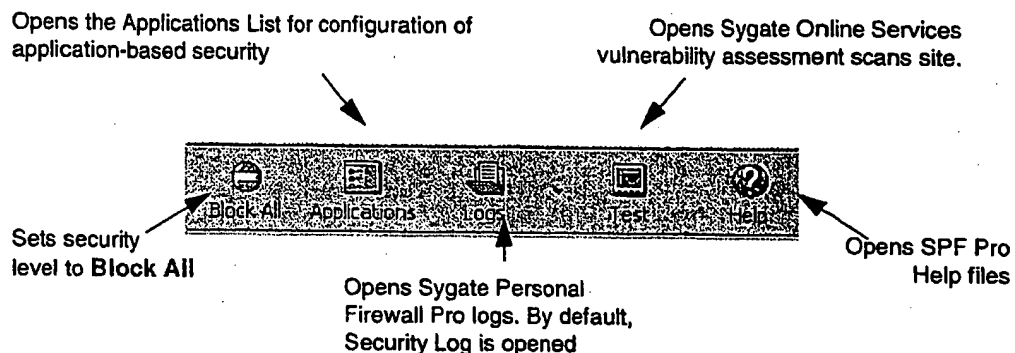 Opens the Applications List for configuration of
application-based security
Opens Sygate Online Services
vulnerability assessment scans site.
Block All
Applications
Logs
Test
Help
Sets security
level to Block All
Opens Sygate Personal
Firewall Pro logs. By default,
Security Log is opened
Opens SPF Pro
Help files